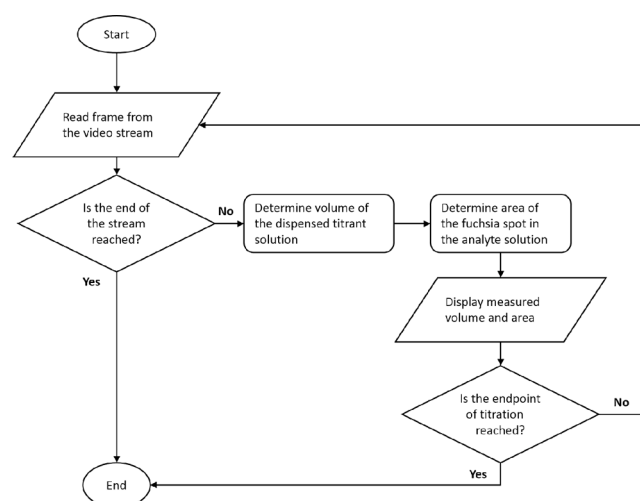 Start
Read frame from
the video stream
Is the end of
the stream
reached?
No
Determine volume of
the dispensed titrant
solution
Determine area of
the fuchsia spot in
the analyte solution
Yes
Display measured
volume and area
Is the endpoint
of titration
reached?
No
Yes
End